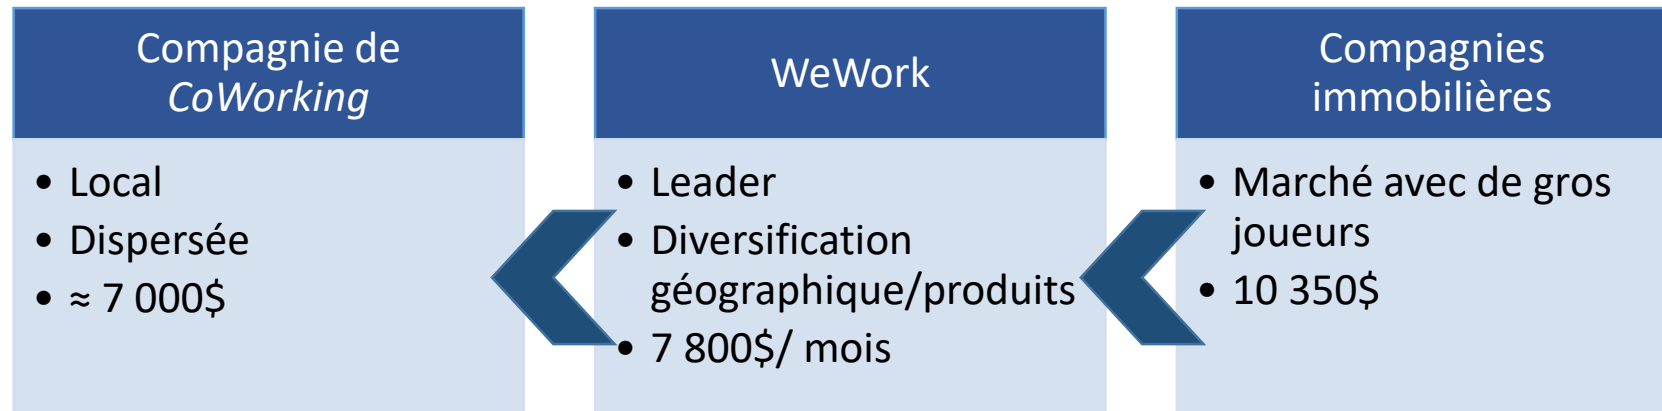 Compagnie de
CoWorking
• Local
• Dispersée
• ≈ 7 000$
WeWork
• Leader
• Diversification
géographique/produits
• 7 800$/ mois
Compagnies
immobilières
• Marché avec de gros
joueurs
• 10 350$